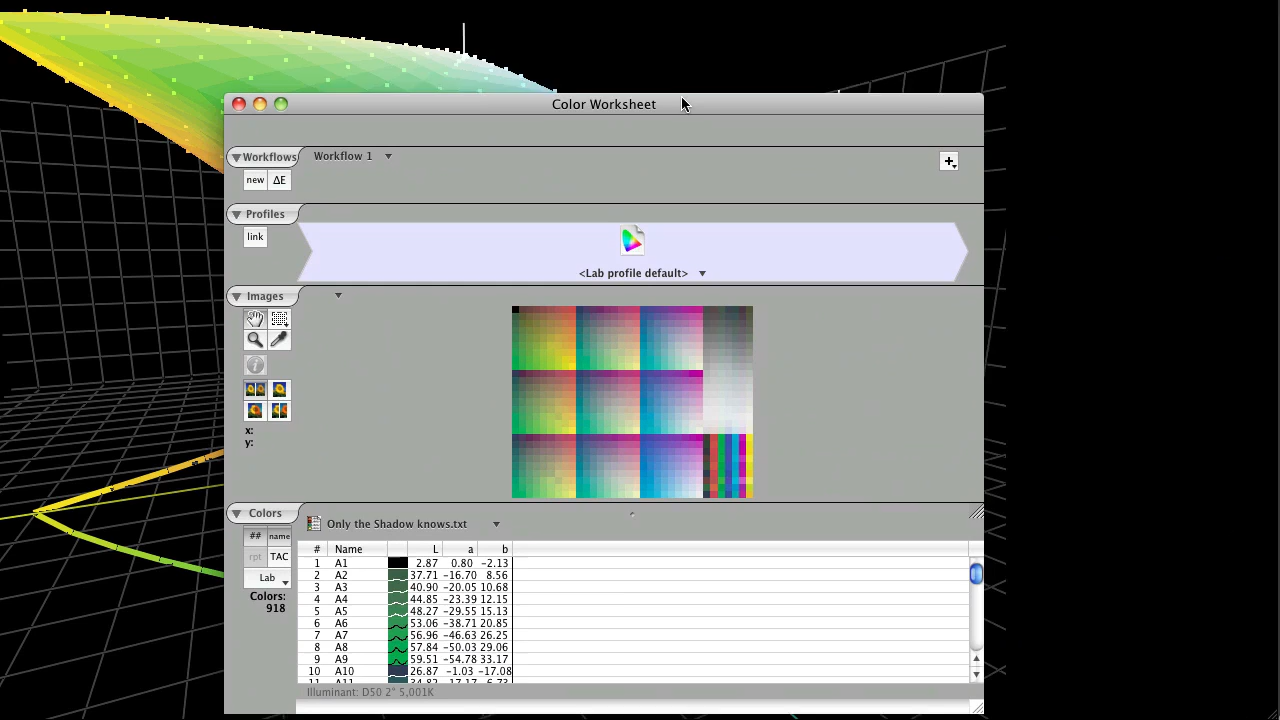 Color Worksheet
Workflows
Workflow 1
+
new ΔE
Profiles
link
<Lab profile default>
Images
x:
y:
Colors
Only the Shadow knows.txt
## name
rpt TAC
Lab
Colors:
918
# Name L a b
1 A1 2.87 0.80 -2.13
2 A2 37.71 -16.70 8.56
3 A3 40.90 -20.05 10.68
4 A4 44.85 -23.39 12.15
5 A5 48.27 -29.55 15.13
6 A6 53.06 -38.71 20.85
7 A7 56.96 -46.63 26.25
8 A8 57.84 -50.03 29.06
9 A9 59.51 -54.78 33.17
10 A10 26.87 -1.03 -17.08
Illuminant: D50 2° 5,001K